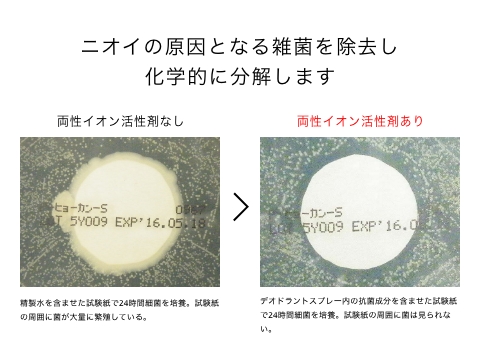 ニオイの原因となる雑菌を除去し
化学的に分解します
両性イオン活性剤なし
両性イオン活性剤あり
ヒョーカンーS
5Y009 EXP'16.05.18
ーカンーS
5Y009 EXP'16.0
精製水を含ませた試験紙で24時間細菌を培養。試験紙
の周囲に菌が大量に繁殖している。
デオドラントスプレー内の抗菌成分を含ませた試験紙
で24時間細菌を培養。試験紙の周囲に菌は見られな
い。